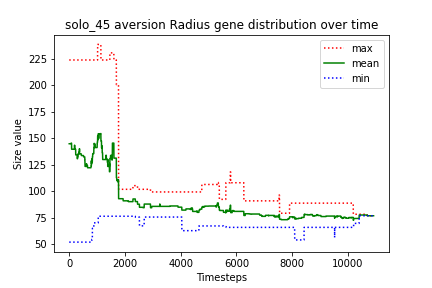 solo_45 aversion Radius gene distribution over time
max
mean
min
Size value
225
200
175
150
125
100
75
50
0 2000 4000 6000 8000 10000
Timesteps